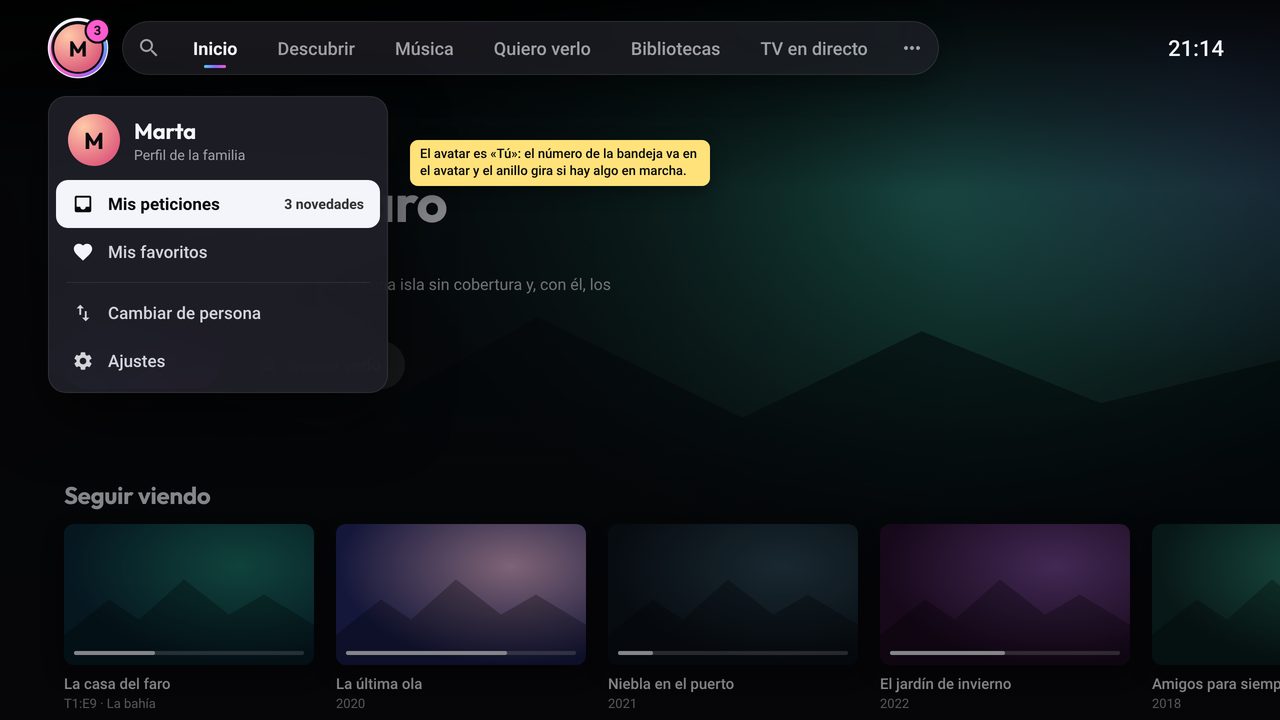 M 3
Inicio
Descubrir
Música
Quiero verlo
Bibliotecas
TV en directo
21:14
M
Marta
Perfil de la familia
El avatar es «Tú»: el número de la bandeja va en
el avatar y el anillo gira si hay algo en marcha.
Mis peticiones
3 novedades
Mis favoritos
isla sin cobertura y, con él, los
Cambiar de persona
Ajustes
Seguir viendo
La casa del faro
T1:E9 · La bahía
La última ola
2020
Niebla en el puerto
2021
El jardín de invierno
2022
Amigos para
2018